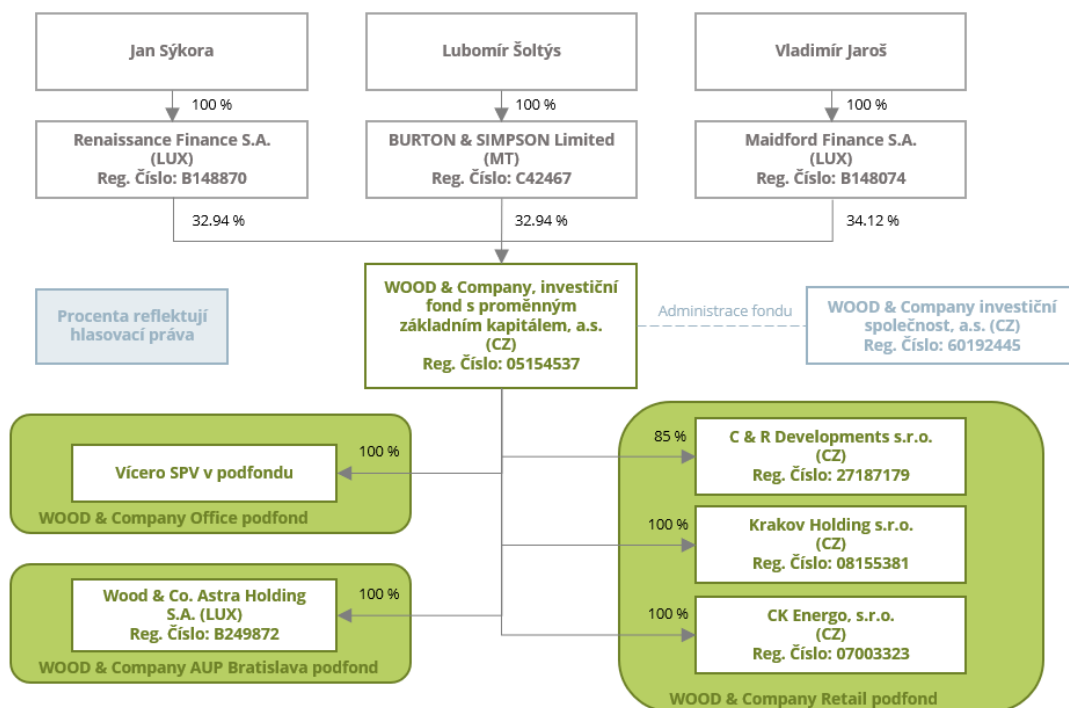 Jan Sýkora
Lubomír Šoltýs
Vladimír Jaroš
100 %
100 %
100 %
Renaissance Finance S.A.
(LUX)
Reg. Číslo: B148870
BURTON & SIMPSON Limited
(MT)
Reg. Číslo: C42467
Maidford Finance S.A.
(LUX)
Reg. Číslo: B148074
32.94 %
32.94 %
34.12 %
Procenta reflektují
hlasovací práva
WOOD & Company, investiční
fond s proměnným
základním kapitálem, a.s.
(CZ)
Reg. Číslo: 05154537
Administrace fondu
WOOD & Company investiční
společnost, a.s. (CZ)
Reg. Číslo: 60192445
Vícero SPV v podfondu
100 %
WOOD & Company Office podfond
Wood & Co. Astra Holding
S.A. (LUX)
Reg. Číslo: B249872
100 %
WOOD & Company AUP Bratislava podfond
85 %
C & R Developments s.r.o.
(CZ)
Reg. Číslo: 27187179
100 %
Krakov Holding s.r.o.
(CZ)
Reg. Číslo: 08155381
100 %
CK Energo, s.r.o.
(CZ)
Reg. Číslo: 07003323
WOOD & Company Retail podfond